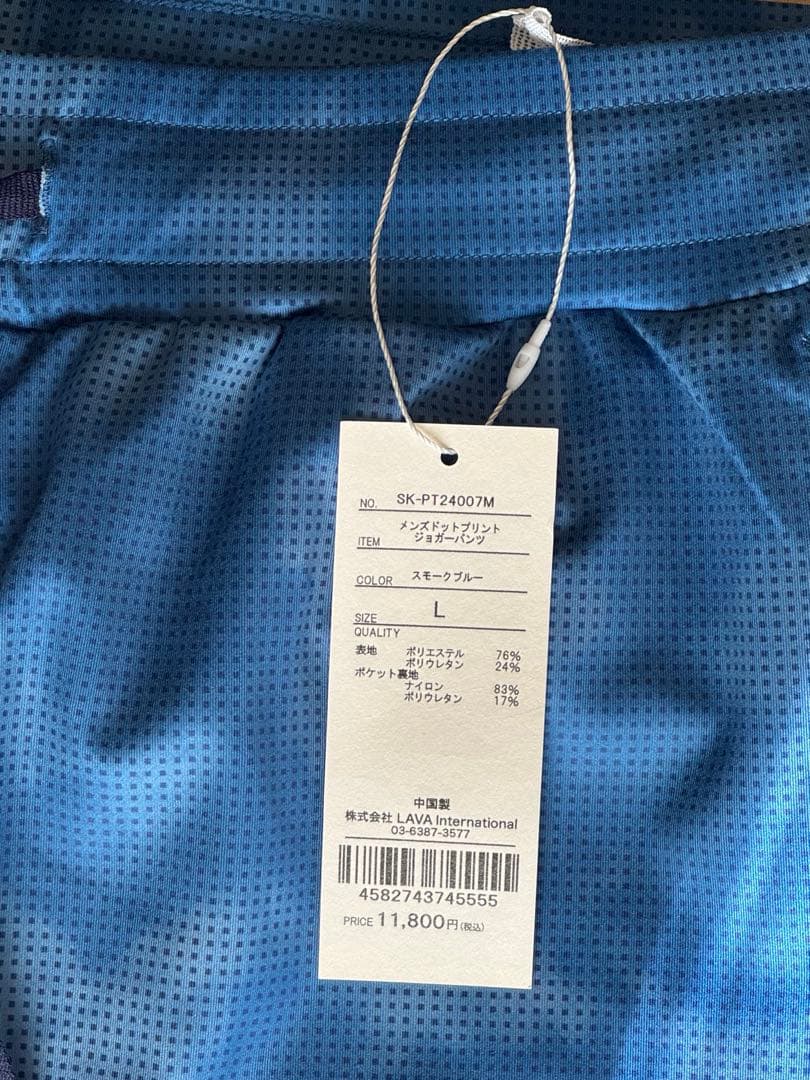 NO. SK-PT24007M
メンズドットプリント
ITEM ジョガーパンツ
COLOR スモークブルー
SIZE L
QUALITY
表地 ポリエステル 76%
ポリウレタン 24%
ポケット裏地
ナイロン 83%
ポリウレタン 17%
中国製
株式会社 LAVA International
03-6387-3577
4582743745555
PRICE 11,800円(税込)